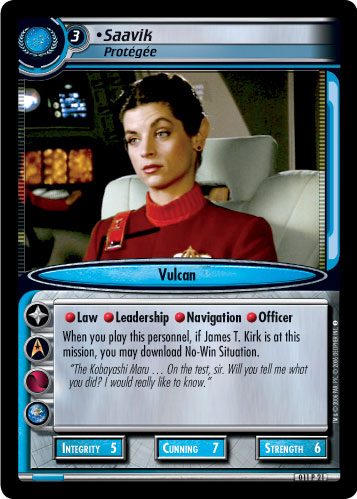 3
•Saavik
Protégée
Vulcan
Law Leadership Navigation Officer
When you play this personnel, if James T. Kirk is at this
mission, you may download No-Win Situation.
"The Kobayashi Maru … On the test, sir. Will you tell me what
you did? I would really like to know."
INTEGRITY 5 CUNNING 7 STRENGTH 6
011 P 21